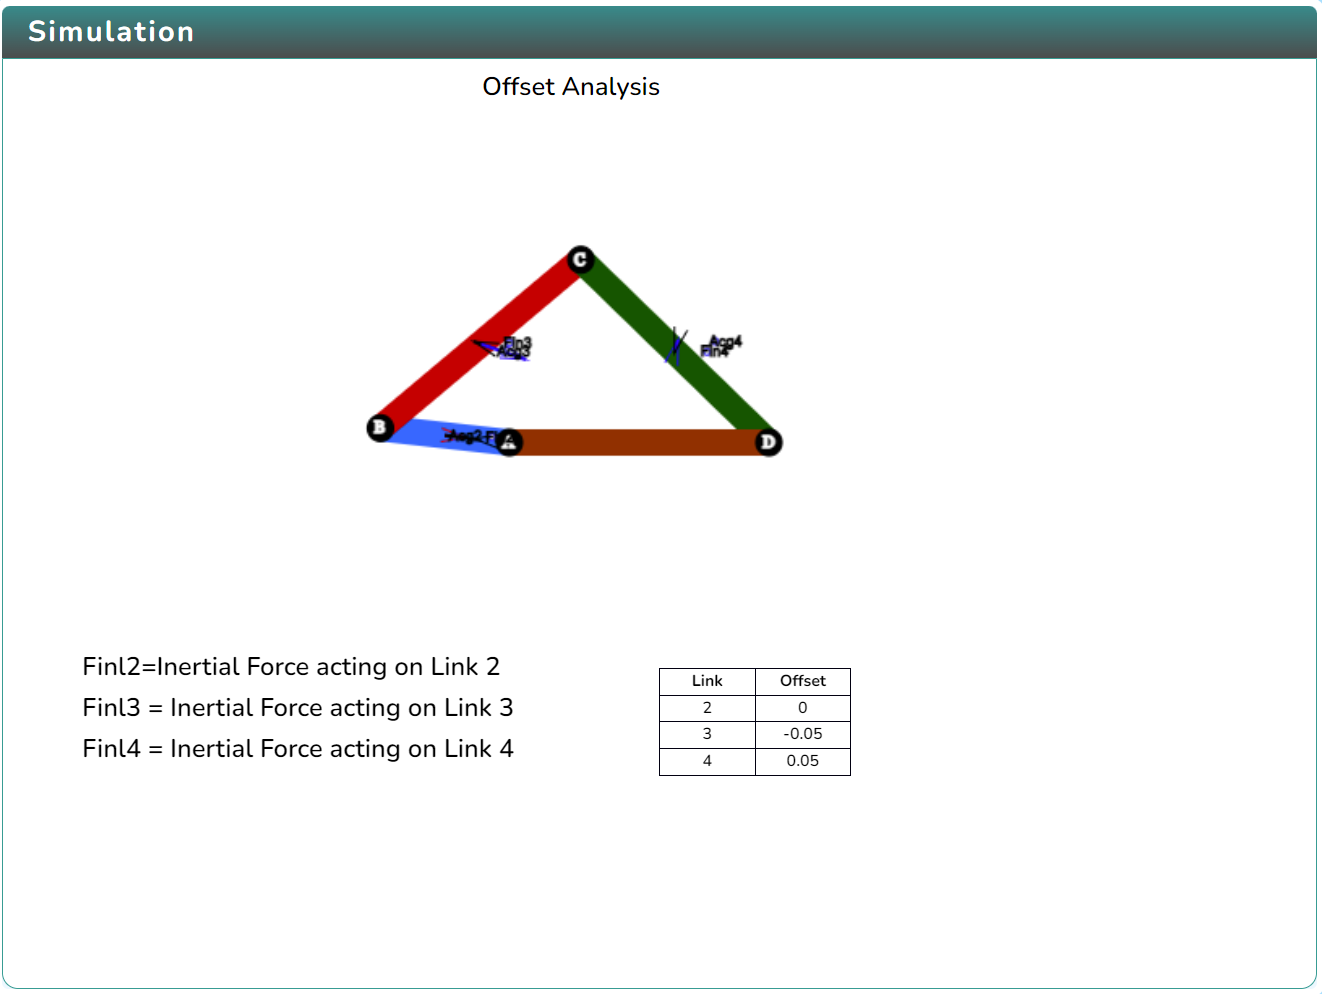 Simulation
Offset Analysis
C
Fin3
Acg3
Acg4
Fin4
B
Acg2
A
D
Finl2=Inertial Force acting on Link 2
Finl3 = Inertial Force acting on Link 3
Finl4 = Inertial Force acting on Link 4
Link Offset
2 0
3 -0.05
4 0.05